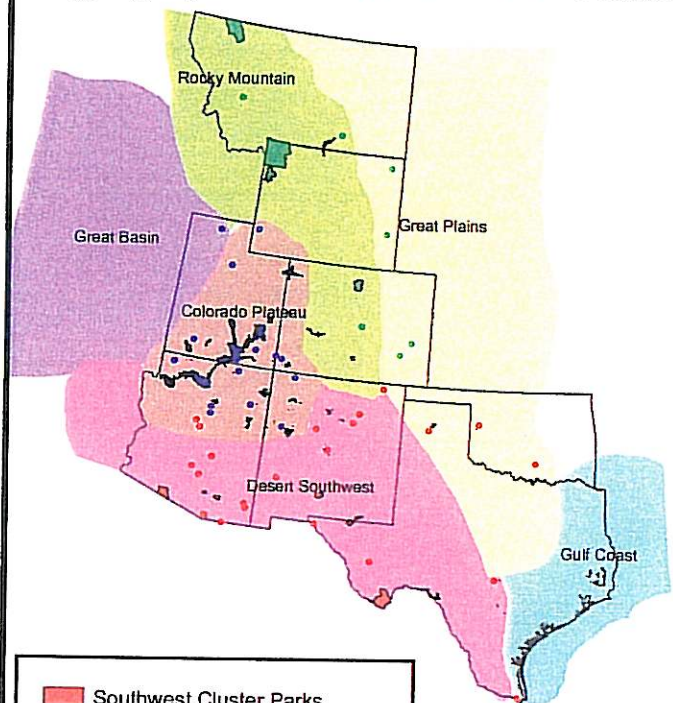 Rocky Mountain
Great Basin
Great Plains
Colorado Plateau
Desert Southwest
Gulf Coast
Southwest Cluster Parks